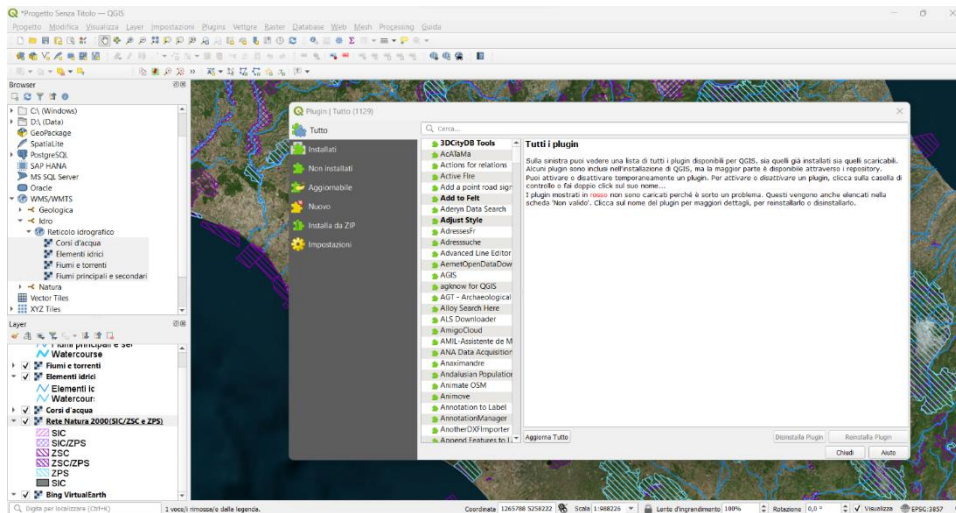 *Progetto Senza Titolo — QGIS
Progetto Modifica Visualizza Layer Impostazioni Plugins Vettore Raster Database Web Mesh Processing Guida
Browser
C:\ (Windows)
D:\ (Data)
GeoPackage
SpatiaLite
PostgreSQL
SAP HANA
MS SQL Server
Oracle
WMS/WMTS
Geologica
Idro
Reticolo idrografico
Corsi d'acqua
Elementi idrici
Fiumi e torrenti
Fiumi principali e secondari
Natura
Vector Tiles
XYZ Tiles
Layer
Watercourse
Fiumi e torrenti
Elementi idrici
Elementi ic
Watercour
Corsi d'acqua
Rete Natura 2000(SIC/ZSC e ZPS)
SIC
SIC/ZPS
ZSC
ZSC/ZPS
ZPS
SIC
Bing VirtualEarth
Plugin | Tutto (1129)
Tutto
Installati
Non installati
Aggiornabile
Nuovo
Installa da ZIP
Impostazioni
Cerca...
3DCityDB Tools
AcATaMa
Actions for relations
Active Fire
Add a point road sign
Add to Felt
Aderyn Data Search
Adjust Style
AdressesFr
Adresssuche
Advanced Line Editor
AemetOpenDataDow
AGIS
agknow for QGIS
AGT - Archaeological
Alloy Search Here
ALS Downloader
AmigoCloud
AMIL-Assistente de M
ANA Data Acquisition
Anaximandre
Andalusian Population
Animate OSM
Animove
Annotation to Label
AnnotationManager
AnotherDXFImporter
Append Features to L
Tutti i plugin
Sulla sinistra puoi vedere una lista di tutti i plugin disponibili per QGIS, sia quelli già installati sia quelli scaricabili.
Alcuni plugin sono inclusi nell'installazione di QGIS, ma la maggior parte è disponibile attraverso i repository.
Puoi attivare o disattivare temporaneamente un plugin. Per attivare o disattivare un plugin, clicca sulla casella di
controllo o fai doppio click sul suo nome...
I plugin mostrati in rosso non sono caricati perché è sorto un problema. Questi vengono anche elencati nella
scheda 'Non valido'. Clicca sul nome del plugin per maggiori dettagli, per reinstallarlo o disinstallarlo.
Aggiorna Tutto
Disinstalla Plugin
Reinstalla Plugin
Chiudi
Aiuto
Digita per localizzare (Ctrl+K)
1 voce/i rimossa/e dalla legenda.
Coordinate 1265788 5256222
Scala 1:988226
Lente d'ingrandimento 100%
Rotazione 0,0 °
Visualizza
EPSG:3857